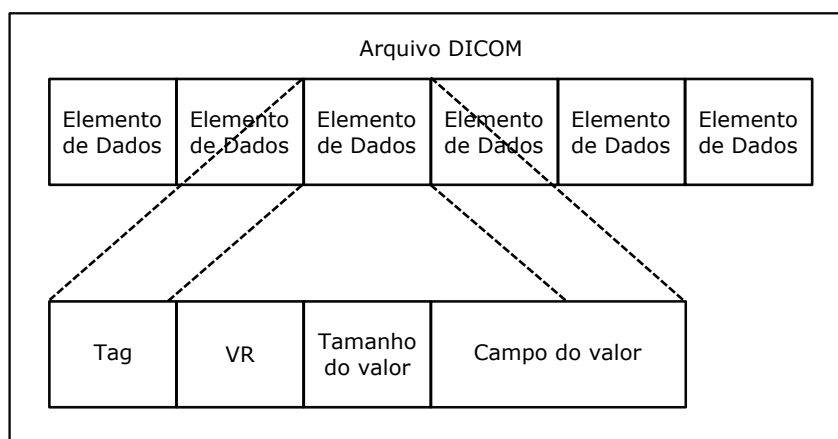 Arquivo DICOM
Elemento Elemento Elemento Elemento Elemento Elemento
de Dados de Dados de Dados de Dados de Dados de Dados
Tag VR Tamanho do valor Campo do valor